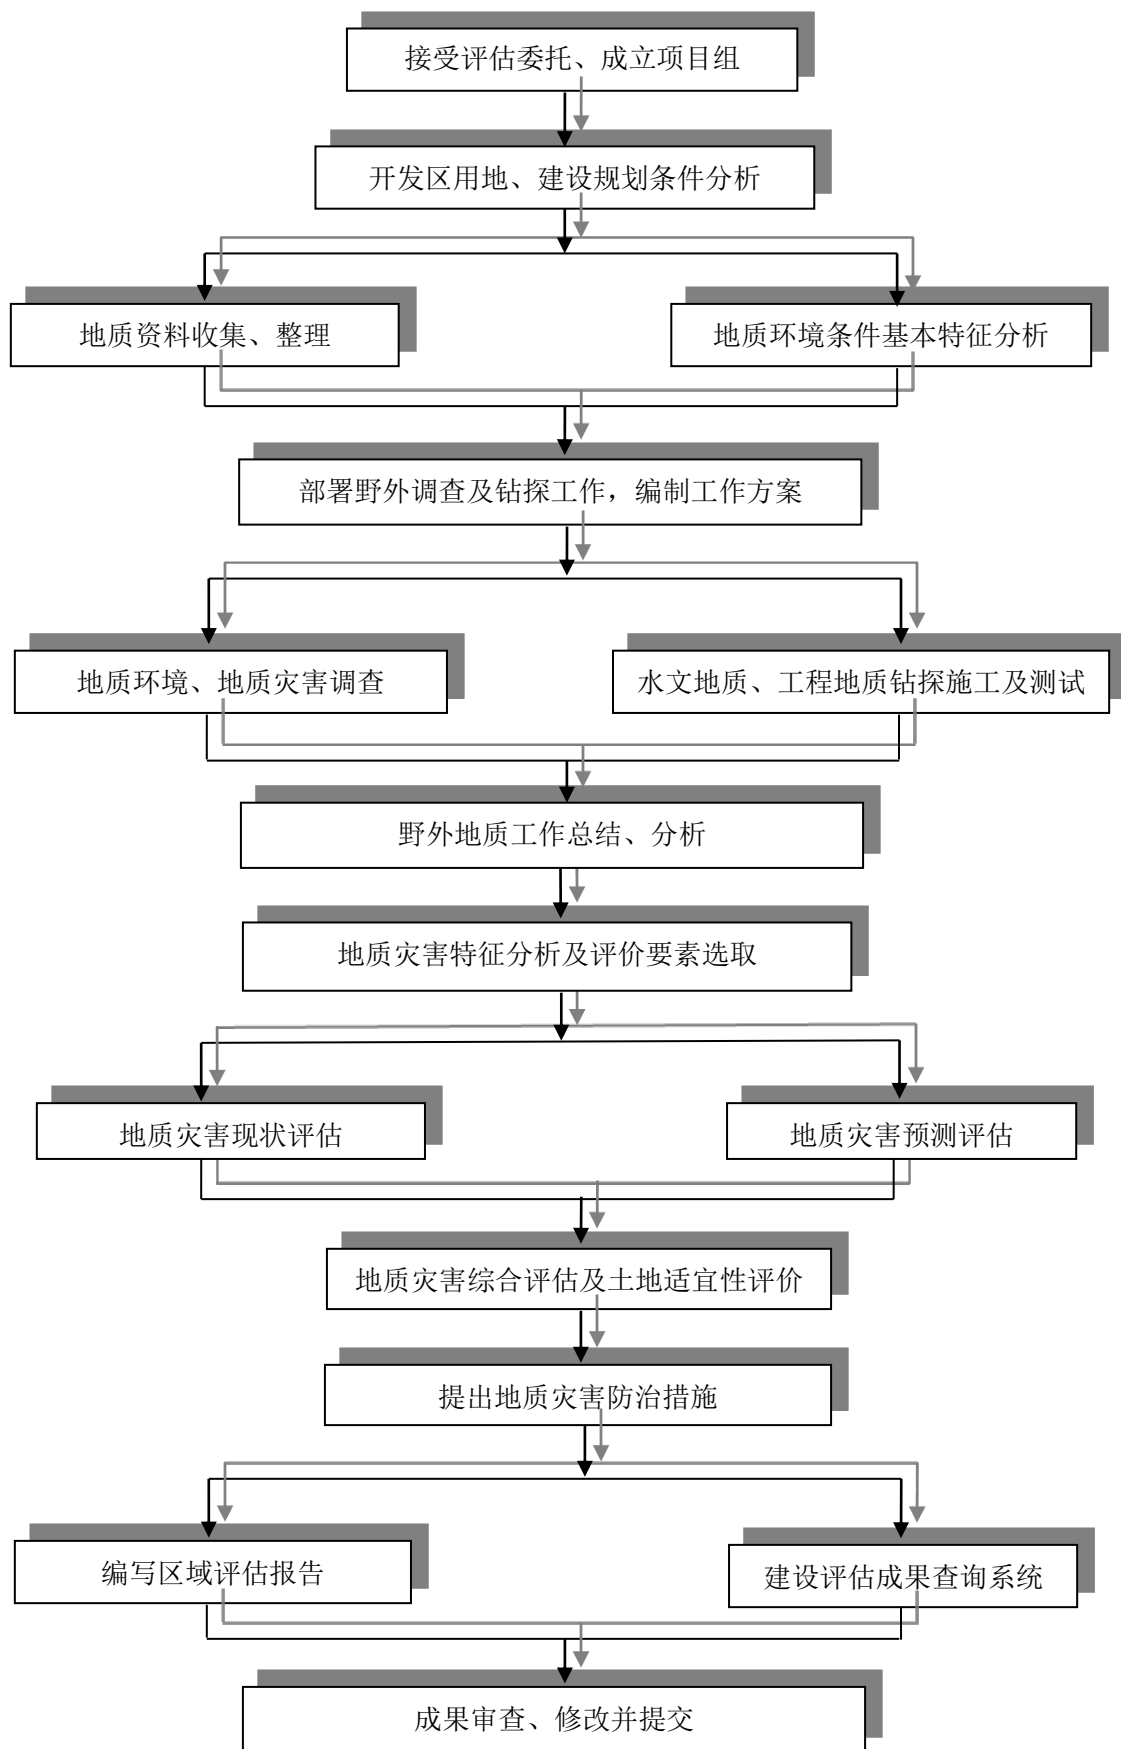 接受评估委托、成立项目组
开发区用地、建设规划条件分析
地质资料收集、整理
地质环境条件基本特征分析
部署野外调查及钻探工作，编制工作方案
地质环境、地质灾害调查
水文地质、工程地质钻探施工及测试
野外地质工作总结、分析
地质灾害特征分析及评价要素选取
地质灾害现状评估
地质灾害预测评估
地质灾害综合评估及土地适宜性评价
提出地质灾害防治措施
编写区域评估报告
建设评估成果查询系统
成果审查、修改并提交